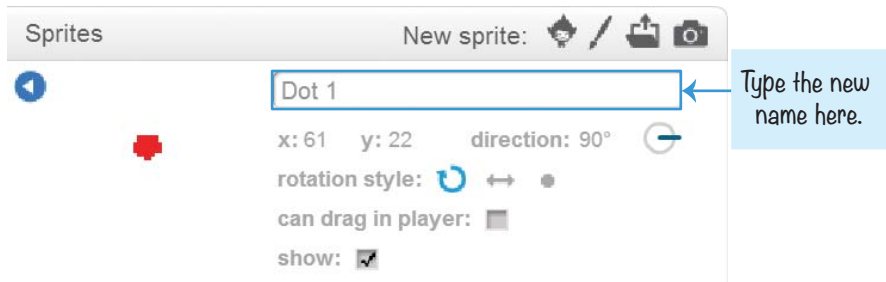 Sprites New sprite:
Dot 1
Type the new
name here.
x: 61 y: 22 direction: 90°
rotation style:
can drag in player:
show: